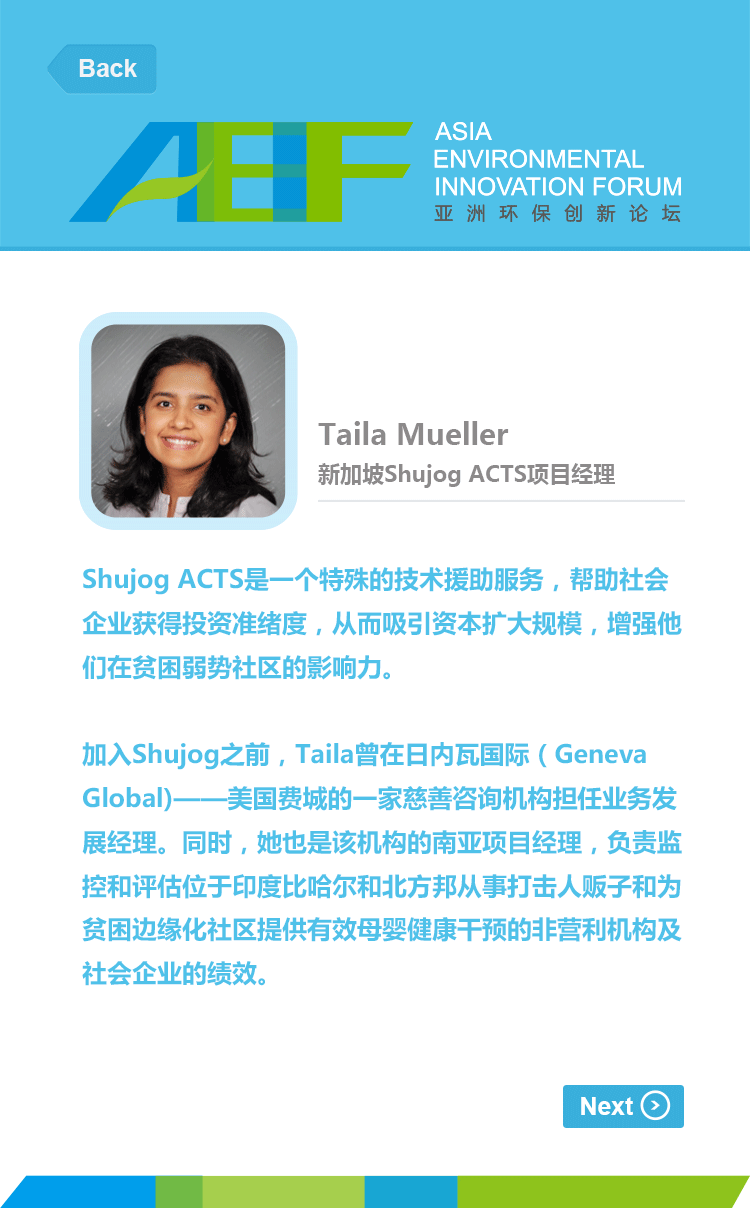 Back
AEIF
ASIA
ENVIRONMENTAL
INNOVATION FORUM
亚洲环保创新论坛
Taila Mueller
新加坡Shujog ACTS项目经理
Shujog ACTS是一个特殊的技术援助服务，帮助社会
企业获得投资准绪度，从而吸引资本扩大规模，增强他
们在贫困弱势社区的影响力。
加入Shujog之前，Taila曾在日内瓦国际（Geneva
Global)——美国费城的一家慈善咨询机构担任业务发
展经理。同时，她也是该机构的南亚项目经理，负责监
控和评估位于印度比哈尔和北方邦从事打击人贩子和为
贫困边缘化社区提供有效母婴健康干预的非营利机构及
社会企业的绩效。
Next